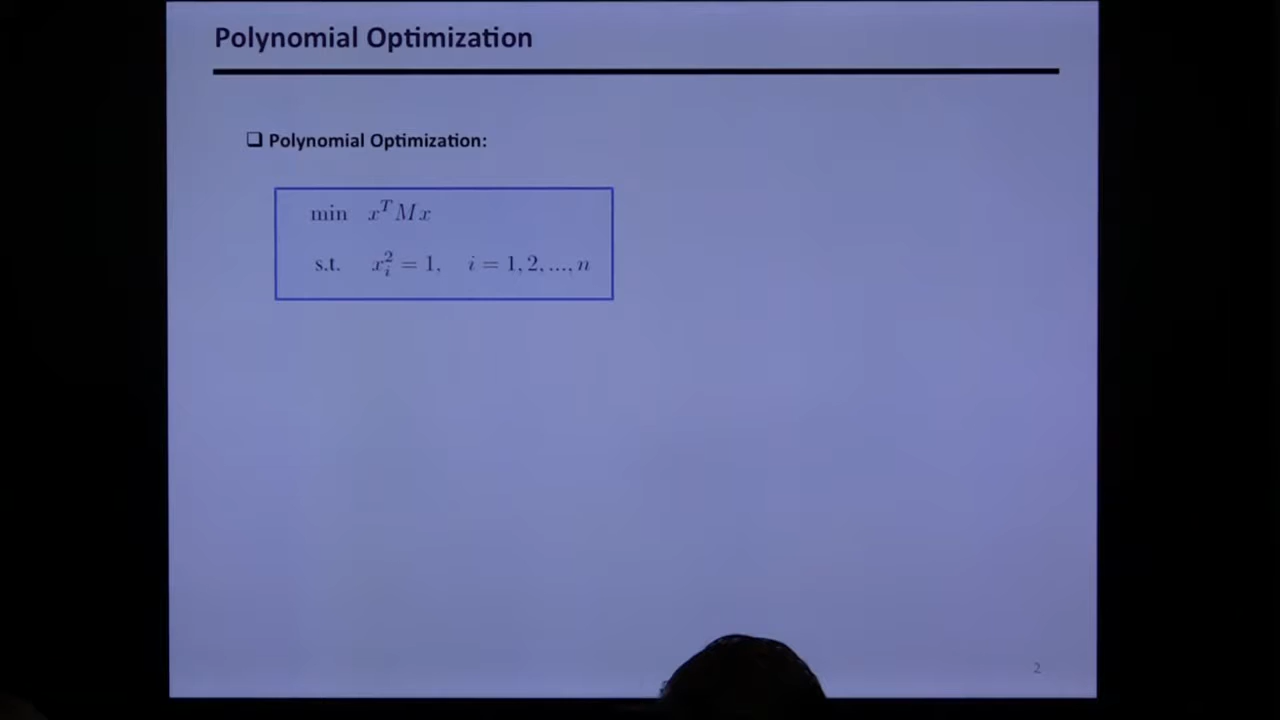 Polynomial Optimization
❑ Polynomial Optimization:
min x^T M x
s.t. x_i^2 = 1, i = 1, 2, ..., n
2